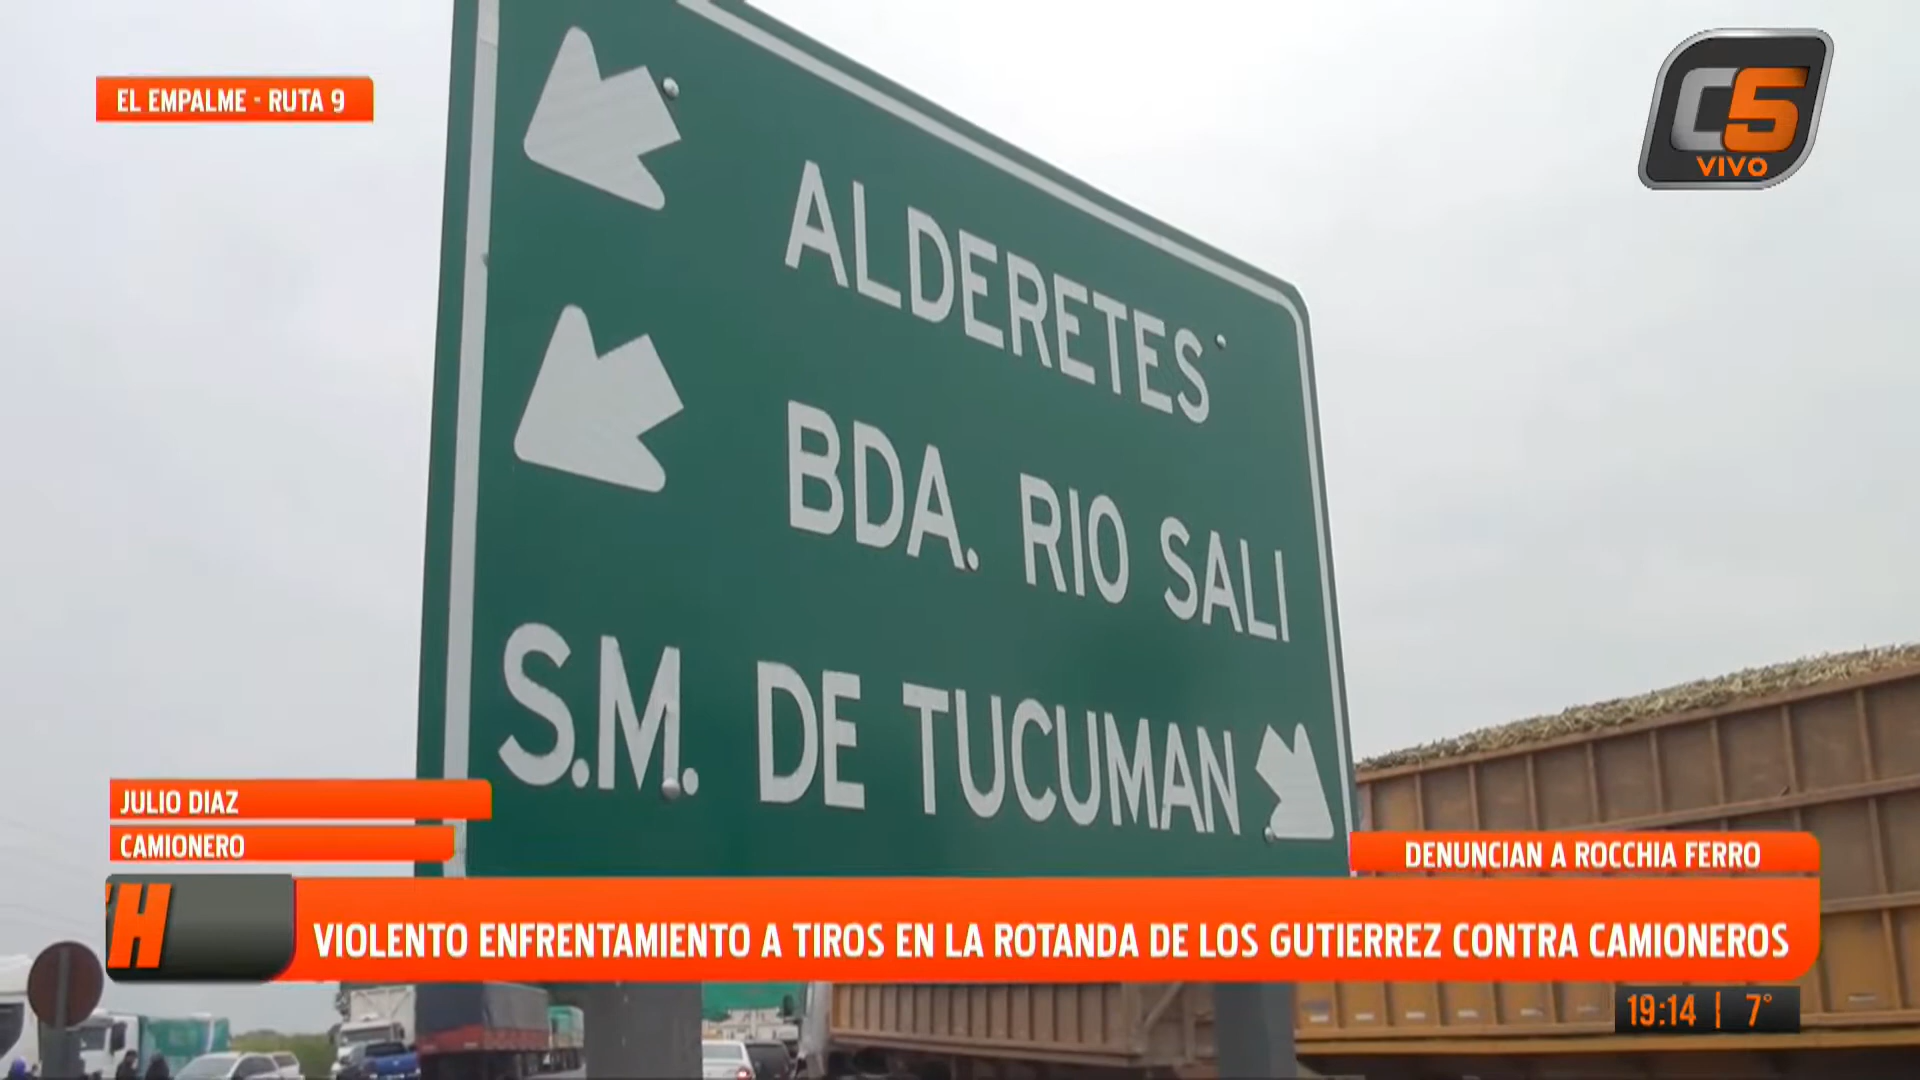 EL EMPALME - RUTA 9
C5
VIVO
ALDERETES
BDA. RIO SALI
S.M. DE TUCUMAN
JULIO DIAZ
CAMIONERO
DENUNCIAN A ROCCHIA FERRO
H
VIOLENTO ENFRENTAMIENTO A TIROS EN LA ROTANDA DE LOS GUTIERREZ CONTRA CAMIONEROS
19:14 | 7°